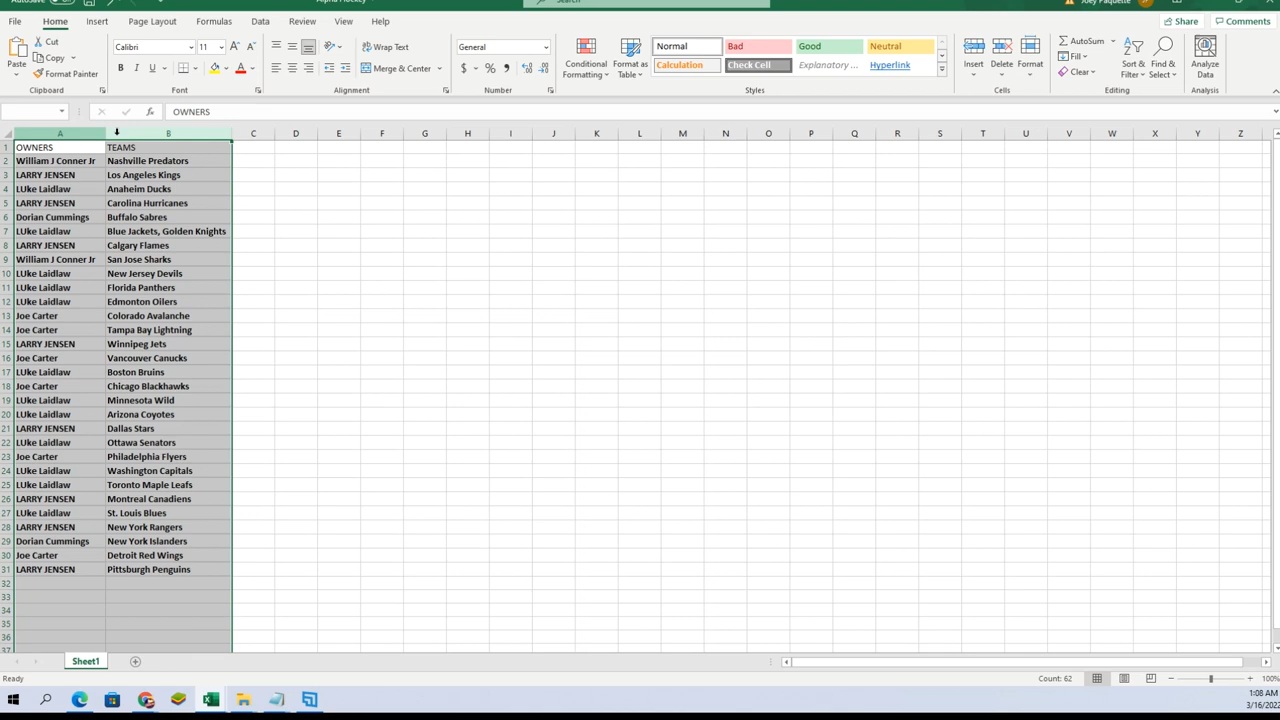 Alpha Hockey
Search
Joey Paquette
File Home Insert Page Layout Formulas Data Review View Help
Share Comments
Cut
Copy
Format Painter
Paste
Clipboard
Calibri 11
Font
Wrap Text
Merge & Center
Alignment
General
Number
Conditional Formatting
Format as Table
Normal Bad Good Neutral
Calculation Check Cell Explanatory ... Hyperlink
Styles
Insert Delete Format
Cells
AutoSum
Fill
Clear
Sort & Filter
Find & Select
Editing
Analyze Data
Analysis
OWNERS
A B C D E F G H I J K L M N O P Q R S T U V W X Y Z
1 OWNERS TEAMS
2 William J Conner Jr Nashville Predators
3 LARRY JENSEN Los Angeles Kings
4 LUke Laidlaw Anaheim Ducks
5 LARRY JENSEN Carolina Hurricanes
6 Dorian Cummings Buffalo Sabres
7 LUke Laidlaw Blue Jackets, Golden Knights
8 LARRY JENSEN Calgary Flames
9 William J Conner Jr San Jose Sharks
10 LUke Laidlaw New Jersey Devils
11 LUke Laidlaw Florida Panthers
12 LUke Laidlaw Edmonton Oilers
13 Joe Carter Colorado Avalanche
14 Joe Carter Tampa Bay Lightning
15 LARRY JENSEN Winnipeg Jets
16 Joe Carter Vancouver Canucks
17 LUke Laidlaw Boston Bruins
18 Joe Carter Chicago Blackhawks
19 LUke Laidlaw Minnesota Wild
20 LUke Laidlaw Arizona Coyotes
21 LARRY JENSEN Dallas Stars
22 LUke Laidlaw Ottawa Senators
23 Joe Carter Philadelphia Flyers
24 LUke Laidlaw Washington Capitals
25 LUke Laidlaw Toronto Maple Leafs
26 LARRY JENSEN Montreal Canadiens
27 LUke Laidlaw St. Louis Blues
28 LARRY JENSEN New York Rangers
29 Dorian Cummings New York Islanders
30 Joe Carter Detroit Red Wings
31 LARRY JENSEN Pittsburgh Penguins
32
33
34
35
36
37
Sheet1
Ready
Count: 62
100%
1:08 AM